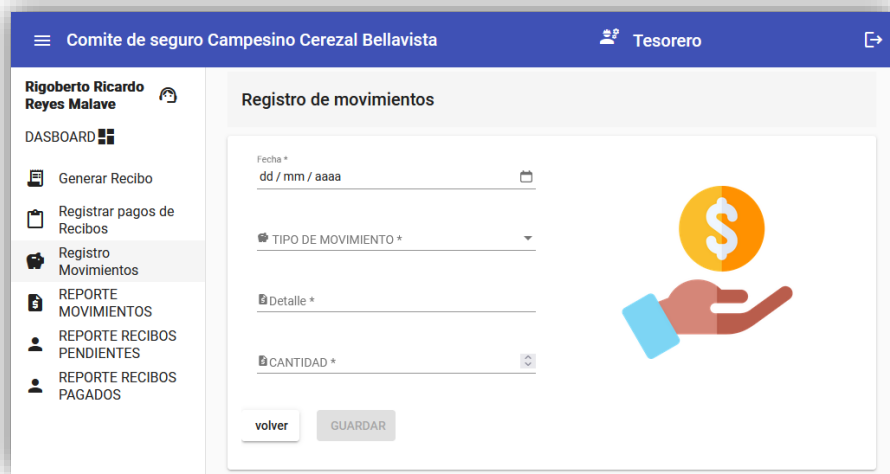 Comite de seguro Campesino Cerezal Bellavista
Tesorero
Rigoberto Ricardo
Reyes Malave
DASBOARD
Generar Recibo
Registrar pagos de
Recibos
Registro
Movimientos
REPORTE
MOVIMIENTOS
REPORTE RECIBOS
PENDIENTES
REPORTE RECIBOS
PAGADOS
Registro de movimientos
Fecha *
dd / mm / aaaa
TIPO DE MOVIMIENTO *
Detalle *
CANTIDAD *
volver
GUARDAR